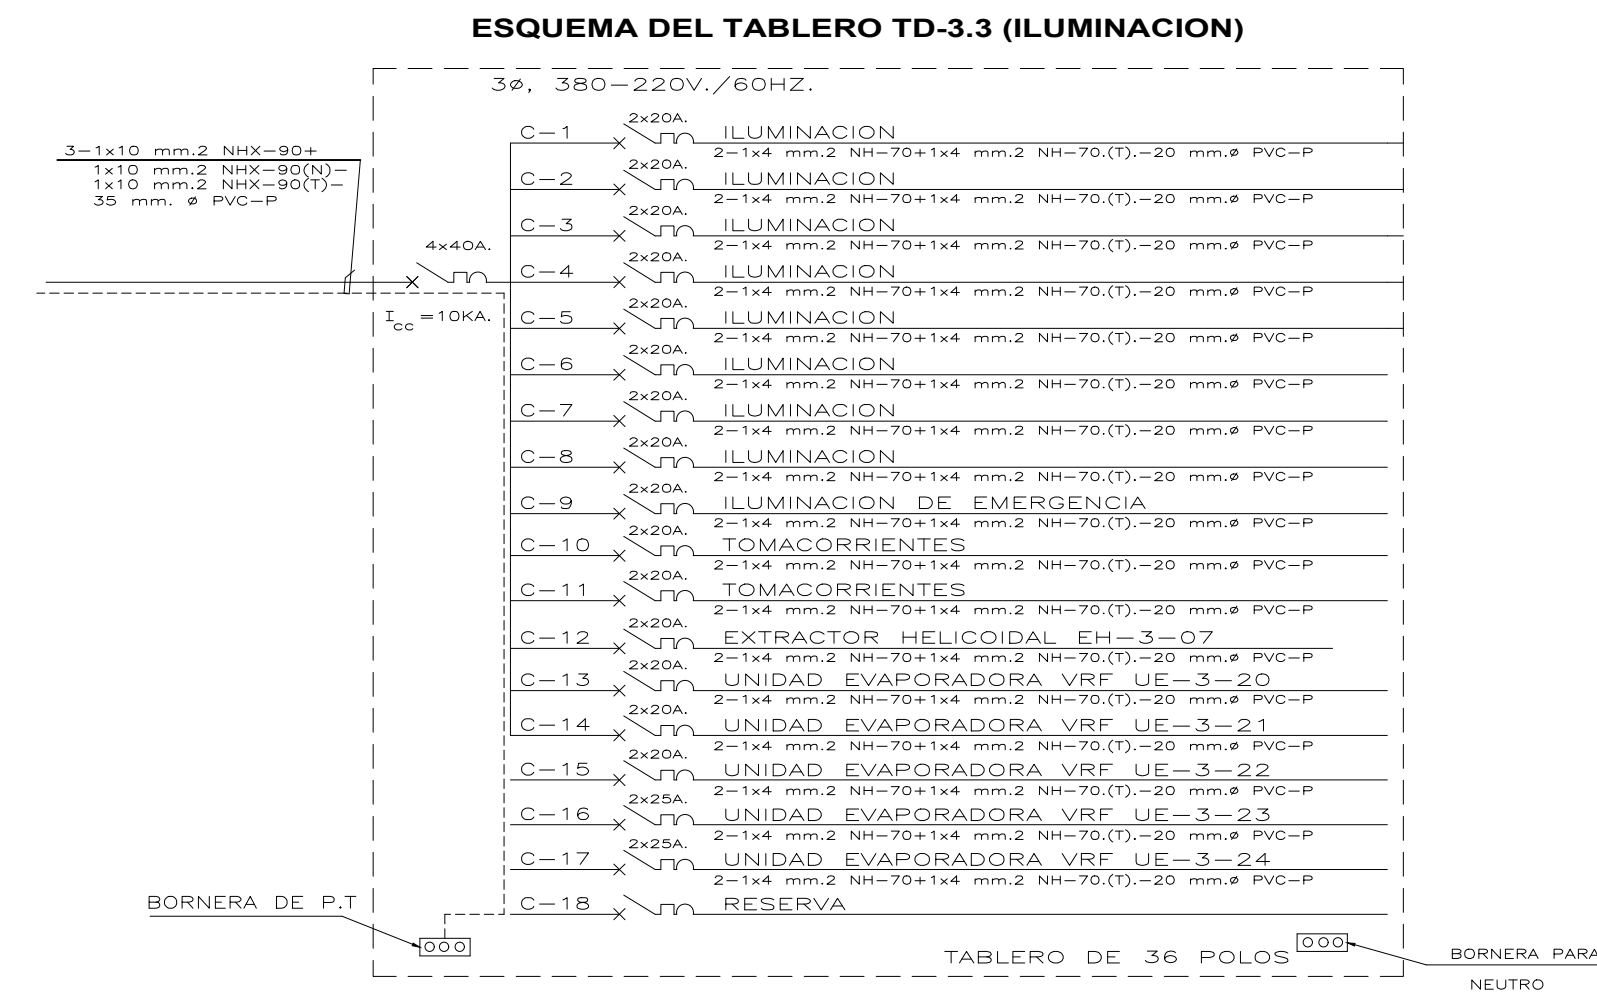 ESQUEMA DEL TABLERO TD-3.3 (ILUMINACION)
3ø, 380-220V./60HZ.
3-1x10 mm.2 NHX-90+
1x10 mm.2 NHX-90(N)-
1x10 mm.2 NHX-90(T)-
35 mm. ø PVC-P
4x40A.
Icc=10KA.
C-1 2x20A. ILUMINACION
2-1x4 mm.2 NH-70+1x4 mm.2 NH-70.(T).-20 mm.ø PVC-P
C-2 2x20A. ILUMINACION
2-1x4 mm.2 NH-70+1x4 mm.2 NH-70.(T).-20 mm.ø PVC-P
C-3 2x20A. ILUMINACION
2-1x4 mm.2 NH-70+1x4 mm.2 NH-70.(T).-20 mm.ø PVC-P
C-4 2x20A. ILUMINACION
2-1x4 mm.2 NH-70+1x4 mm.2 NH-70.(T).-20 mm.ø PVC-P
C-5 2x20A. ILUMINACION
2-1x4 mm.2 NH-70+1x4 mm.2 NH-70.(T).-20 mm.ø PVC-P
C-6 2x20A. ILUMINACION
2-1x4 mm.2 NH-70+1x4 mm.2 NH-70.(T).-20 mm.ø PVC-P
C-7 2x20A. ILUMINACION
2-1x4 mm.2 NH-70+1x4 mm.2 NH-70.(T).-20 mm.ø PVC-P
C-8 2x20A. ILUMINACION
2-1x4 mm.2 NH-70+1x4 mm.2 NH-70.(T).-20 mm.ø PVC-P
C-9 2x20A. ILUMINACION DE EMERGENCIA
2-1x4 mm.2 NH-70+1x4 mm.2 NH-70.(T).-20 mm.ø PVC-P
C-10 2x20A. TOMACORRIENTES
2-1x4 mm.2 NH-70+1x4 mm.2 NH-70.(T).-20 mm.ø PVC-P
C-11 2x20A. TOMACORRIENTES
2-1x4 mm.2 NH-70+1x4 mm.2 NH-70.(T).-20 mm.ø PVC-P
C-12 2x20A. EXTRACTOR HELICOIDAL EH-3-07
2-1x4 mm.2 NH-70+1x4 mm.2 NH-70.(T).-20 mm.ø PVC-P
C-13 2x20A. UNIDAD EVAPORADORA VRF UE-3-20
2-1x4 mm.2 NH-70+1x4 mm.2 NH-70.(T).-20 mm.ø PVC-P
C-14 2x20A. UNIDAD EVAPORADORA VRF UE-3-21
2-1x4 mm.2 NH-70+1x4 mm.2 NH-70.(T).-20 mm.ø PVC-P
C-15 2x20A. UNIDAD EVAPORADORA VRF UE-3-22
2-1x4 mm.2 NH-70+1x4 mm.2 NH-70.(T).-20 mm.ø PVC-P
C-16 2x25A. UNIDAD EVAPORADORA VRF UE-3-23
2-1x4 mm.2 NH-70+1x4 mm.2 NH-70.(T).-20 mm.ø PVC-P
C-17 2x25A. UNIDAD EVAPORADORA VRF UE-3-24
2-1x4 mm.2 NH-70+1x4 mm.2 NH-70.(T).-20 mm.ø PVC-P
C-18 RESERVA
BORNERA DE P.T
TABLERO DE 36 POLOS
BORNERA PARA
NEUTRO